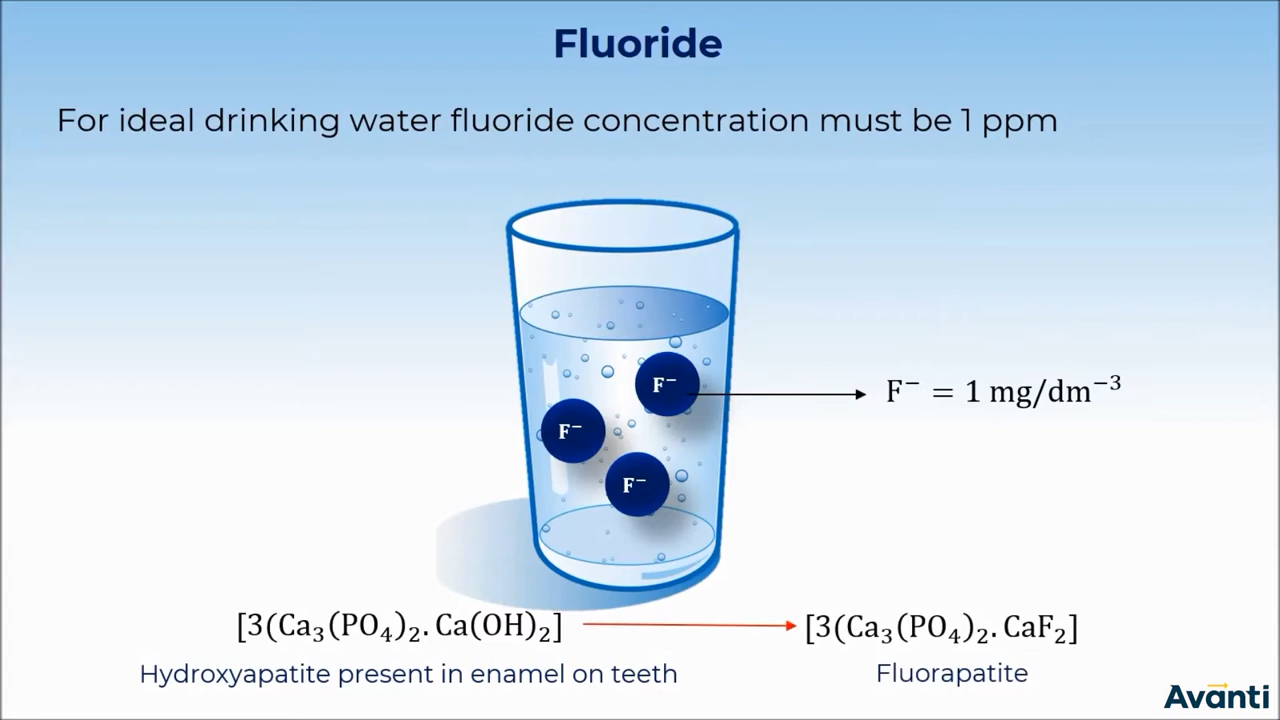 Fluoride
For ideal drinking water fluoride concentration must be 1 ppm
F⁻
F⁻ = 1 mg/dm⁻³
F⁻
F⁻
[3(Ca₃(PO₄)₂. Ca(OH)₂]
[3(Ca₃(PO₄)₂. CaF₂]
Hydroxyapatite present in enamel on teeth
Fluorapatite
Avanti